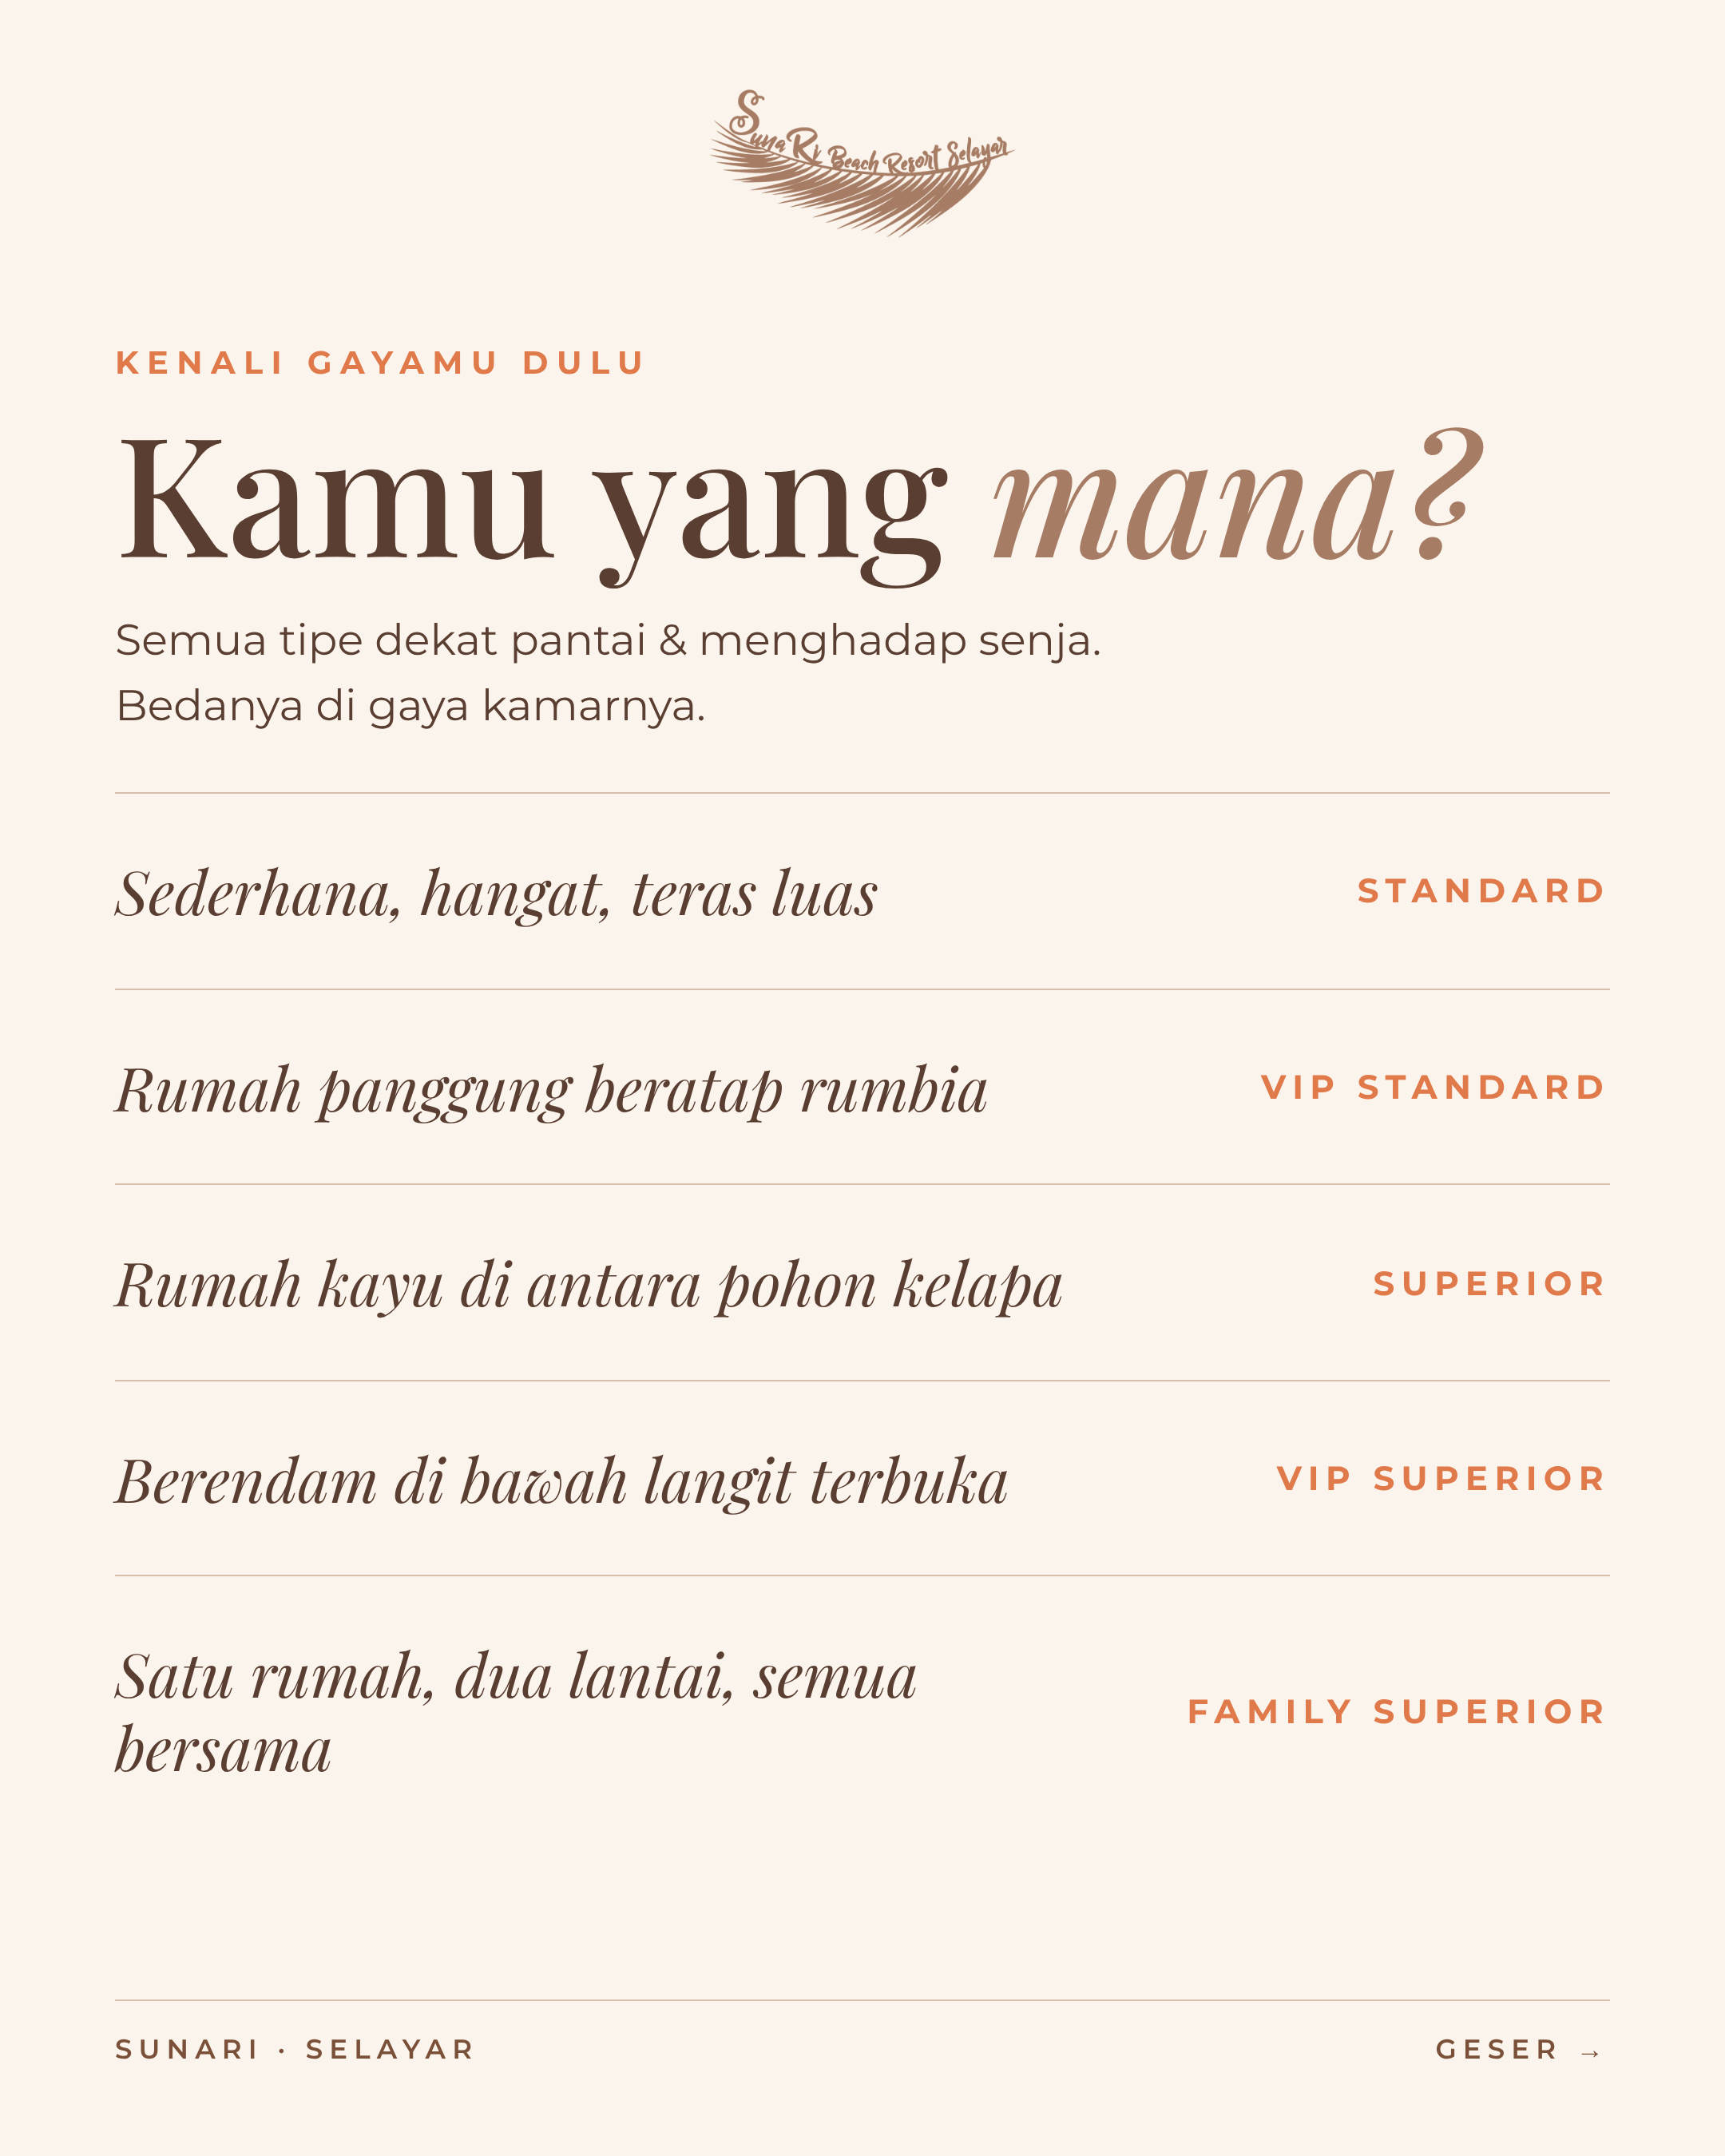 SunaRi Beach Resort Selayar
KENALI GAYAMU DULU
Kamu yang mana?
Semua tipe dekat pantai & menghadap senja.
Bedanya di gaya kamarnya.
Sederhana, hangat, teras luas
STANDARD
Rumah panggung beratap rumbia
VIP STANDARD
Rumah kayu di antara pohon kelapa
SUPERIOR
Berendam di bawah langit terbuka
VIP SUPERIOR
Satu rumah, dua lantai, semua
bersama
FAMILY SUPERIOR
SUNARI · SELAYAR
GESER →